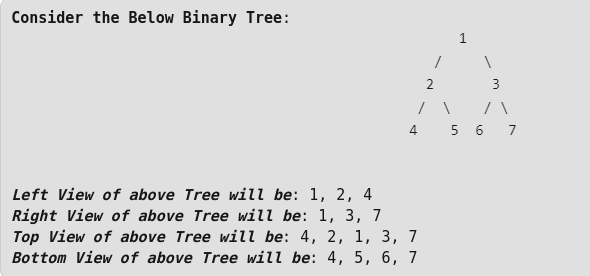 Consider the Below Binary Tree:
1
/ \
2 3
/ \ / \
4 5 6 7
Left View of above Tree will be: 1, 2, 4
Right View of above Tree will be: 1, 3, 7
Top View of above Tree will be: 4, 2, 1, 3, 7
Bottom View of above Tree will be: 4, 5, 6, 7